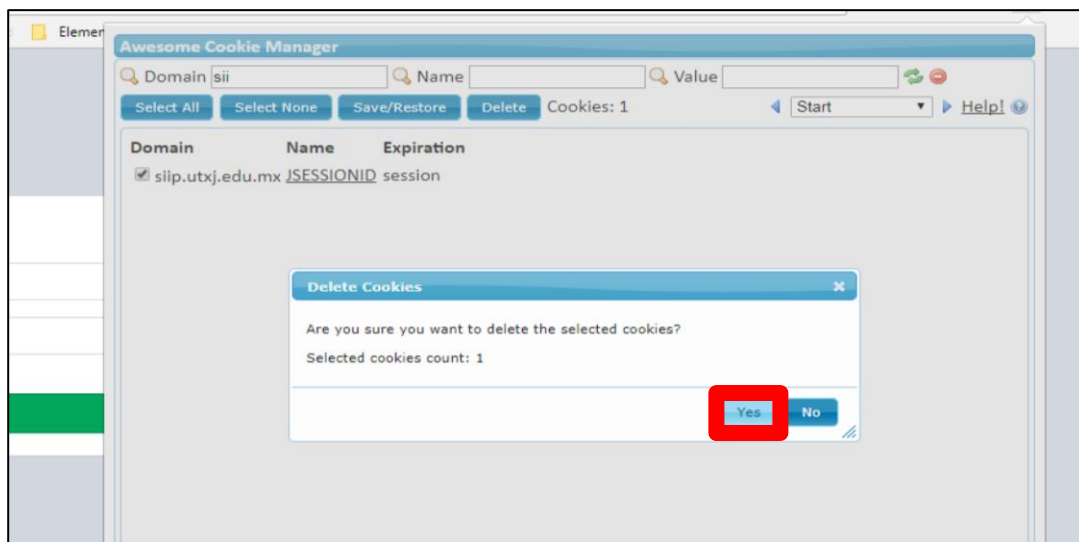 Elemen
Awesome Cookie Manager
Domain sii Name Value
Select All Select None Save/Restore Delete Cookies: 1 Start Help!
Domain Name Expiration
siip.utxj.edu.mx JSESSIONID session
Delete Cookies
Are you sure you want to delete the selected cookies?
Selected cookies count: 1
Yes No